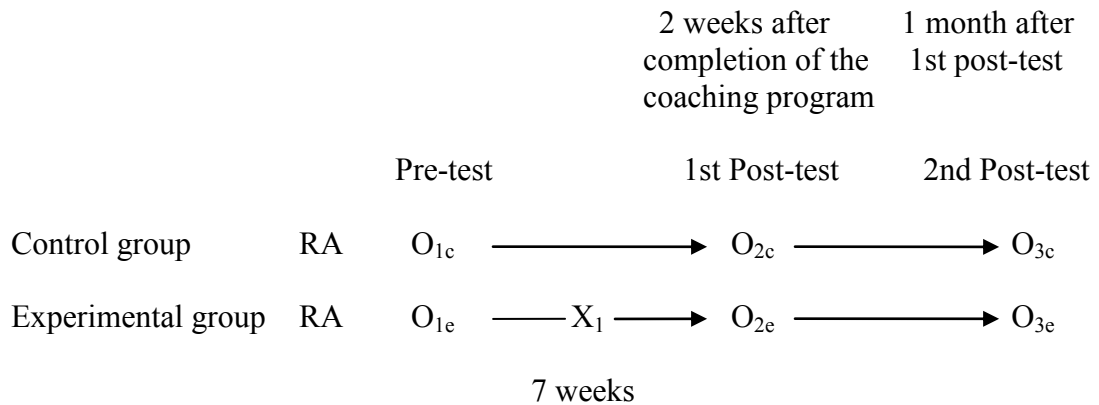 2 weeks after 1 month after
completion of the 1st post-test
coaching program
Pre-test 1st Post-test 2nd Post-test
Control group RA O1c O2c O3c
Experimental group RA O1e X1 O2e O3e
7 weeks